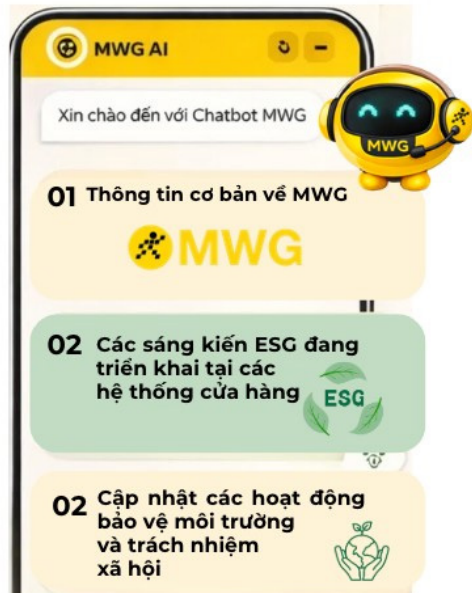 MWG AI
Xin chào đến với Chatbot MWG
MWG
01 Thông tin cơ bản về MWG
MWG
02 Các sáng kiến ESG đang
triển khai tại các
hệ thống cửa hàng
ESG
02 Cập nhật các hoạt động
bảo vệ môi trường
và trách nhiệm
xã hội